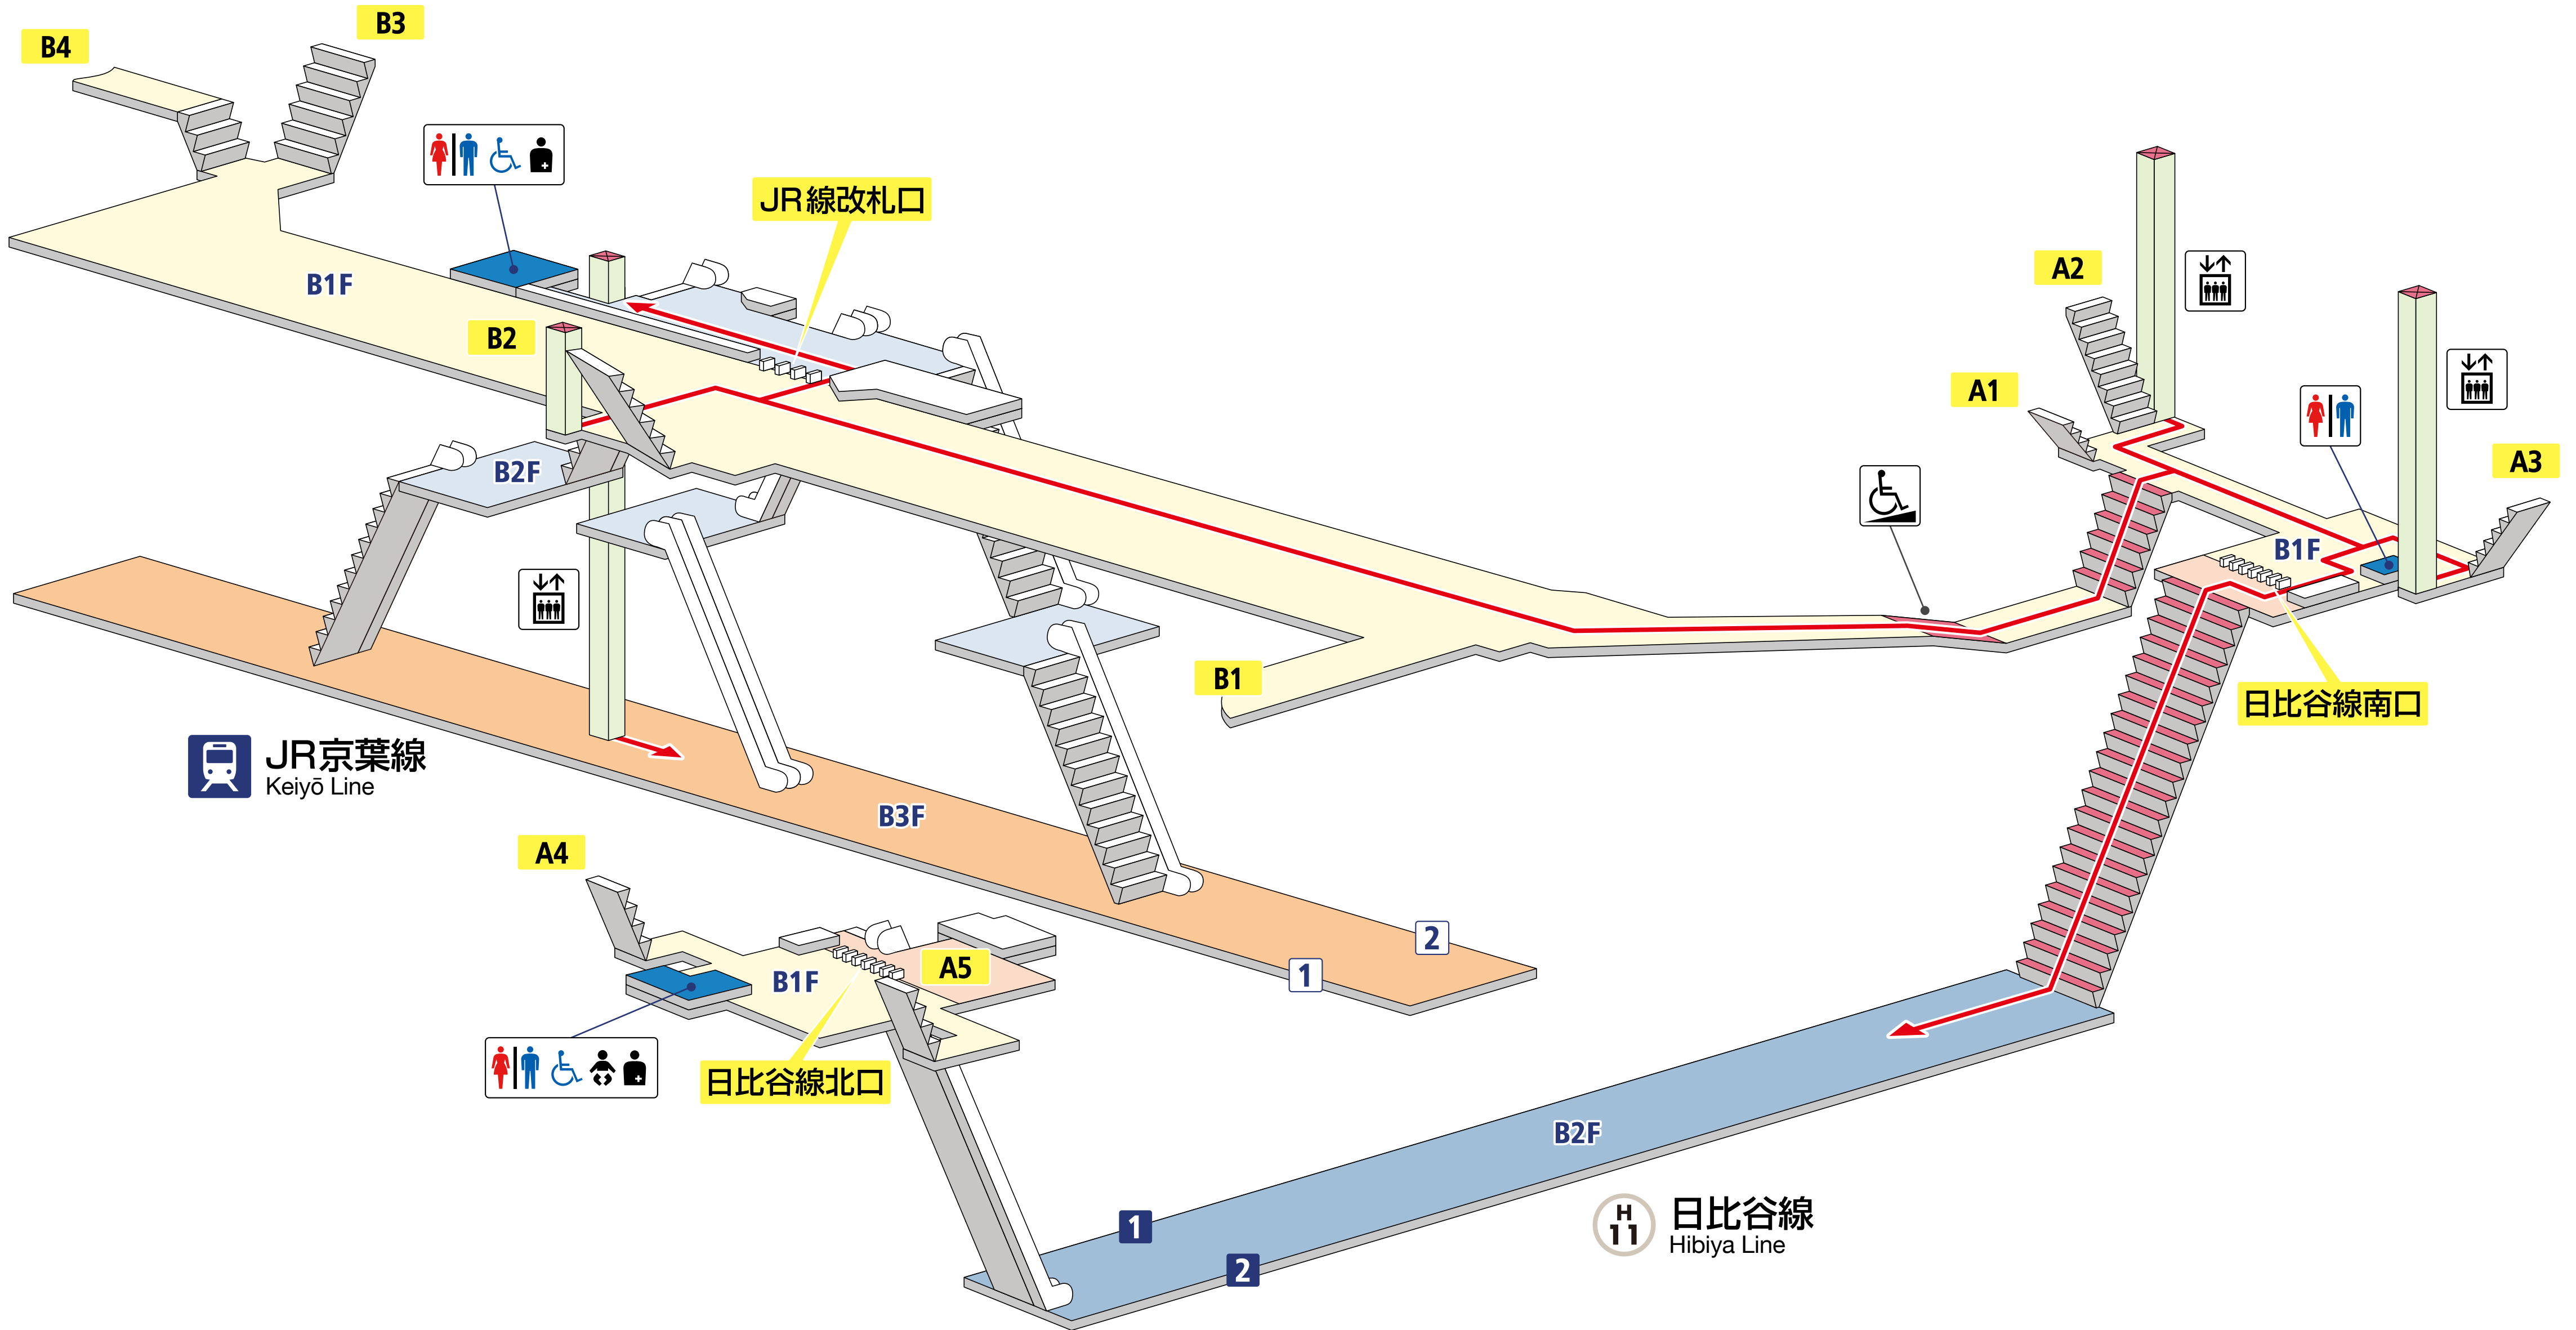 B3
B4
JR線改札口
B1F
B2
A2
A1
A3
B2F
B1F
B1
日比谷線南口
JR京葉線
Keiyō Line
B3F
A4
2
1
A5
B1F
日比谷線北口
B2F
1
2
H
11
日比谷線
Hibiya Line